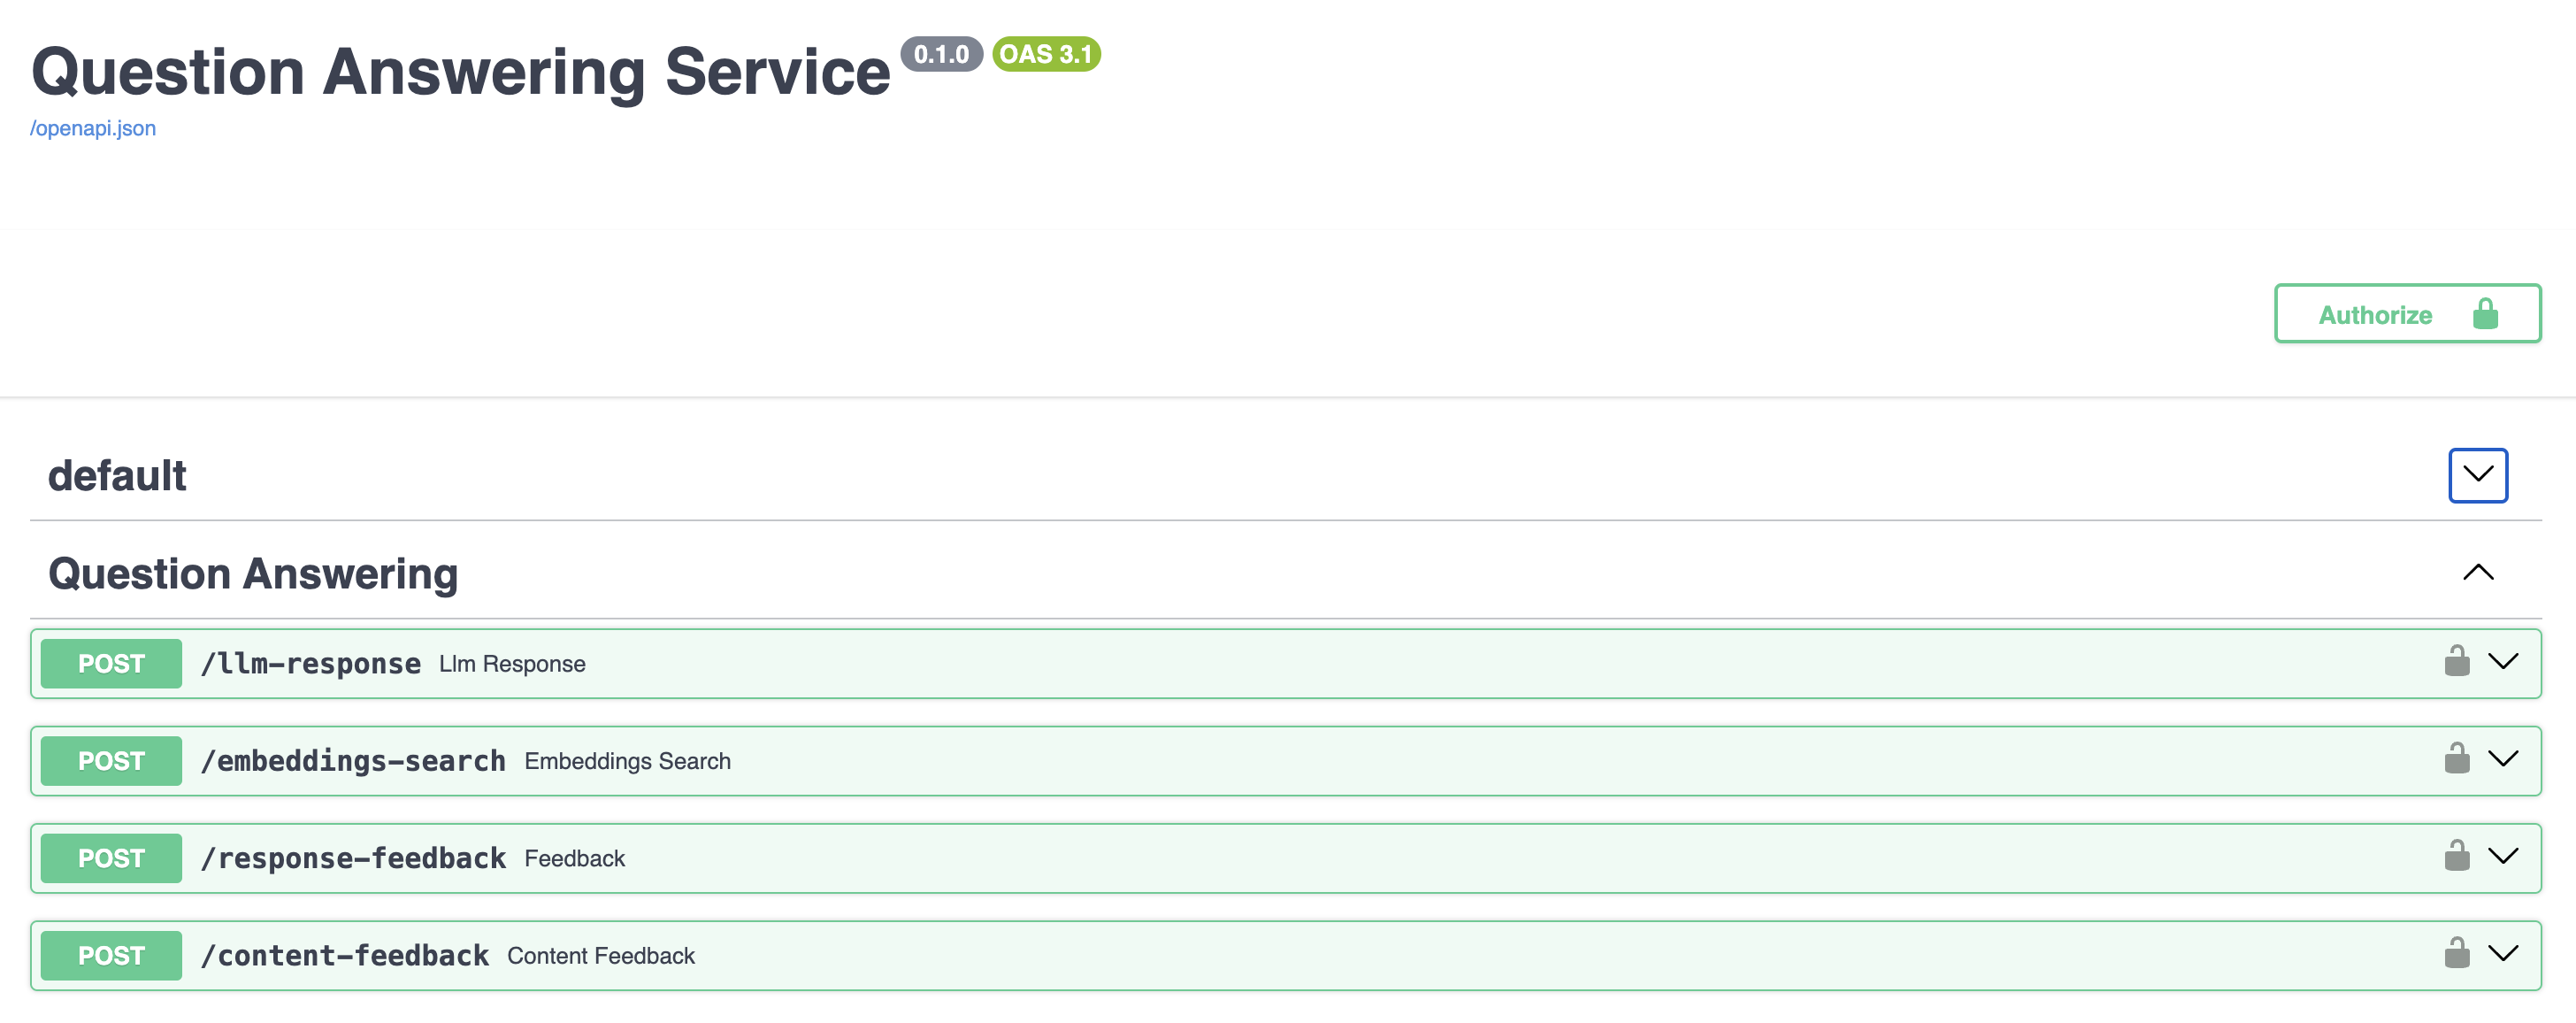 Question Answering Service 0.1.0 OAS 3.1
/openapi.json
Authorize
default
Question Answering
POST /llm-response Llm Response
POST /embeddings-search Embeddings Search
POST /response-feedback Feedback
POST /content-feedback Content Feedback